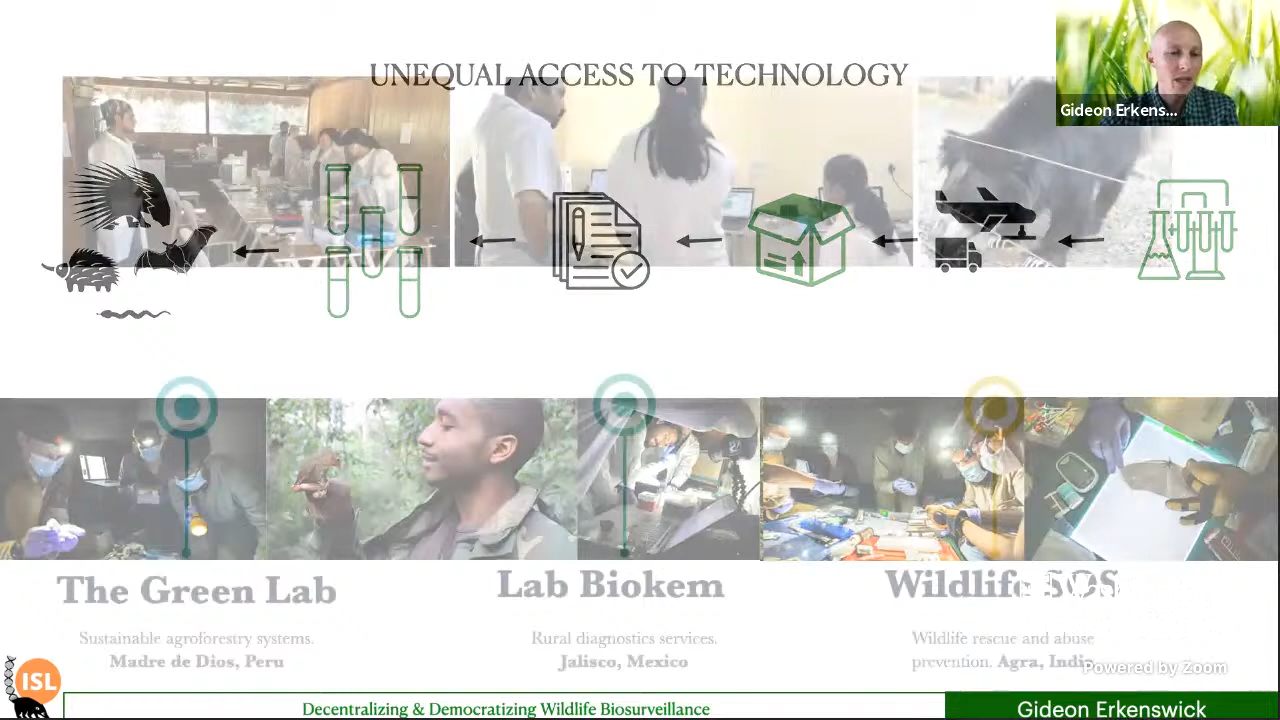 UNEQUAL ACCESS TO TECHNOLOGY
Gideon Erkens...
The Green Lab
Sustainable agroforestry systems.
Madre de Dios, Peru
Lab Biokem
Rural diagnostics services.
Jalisco, Mexico
Wildlife SOS
Wildlife rescue and abuse
prevention. Agra, India
Powered by Zoom
ISL
Decentralizing & Democratizing Wildlife Biosurveillance
Gideon Erkenswick